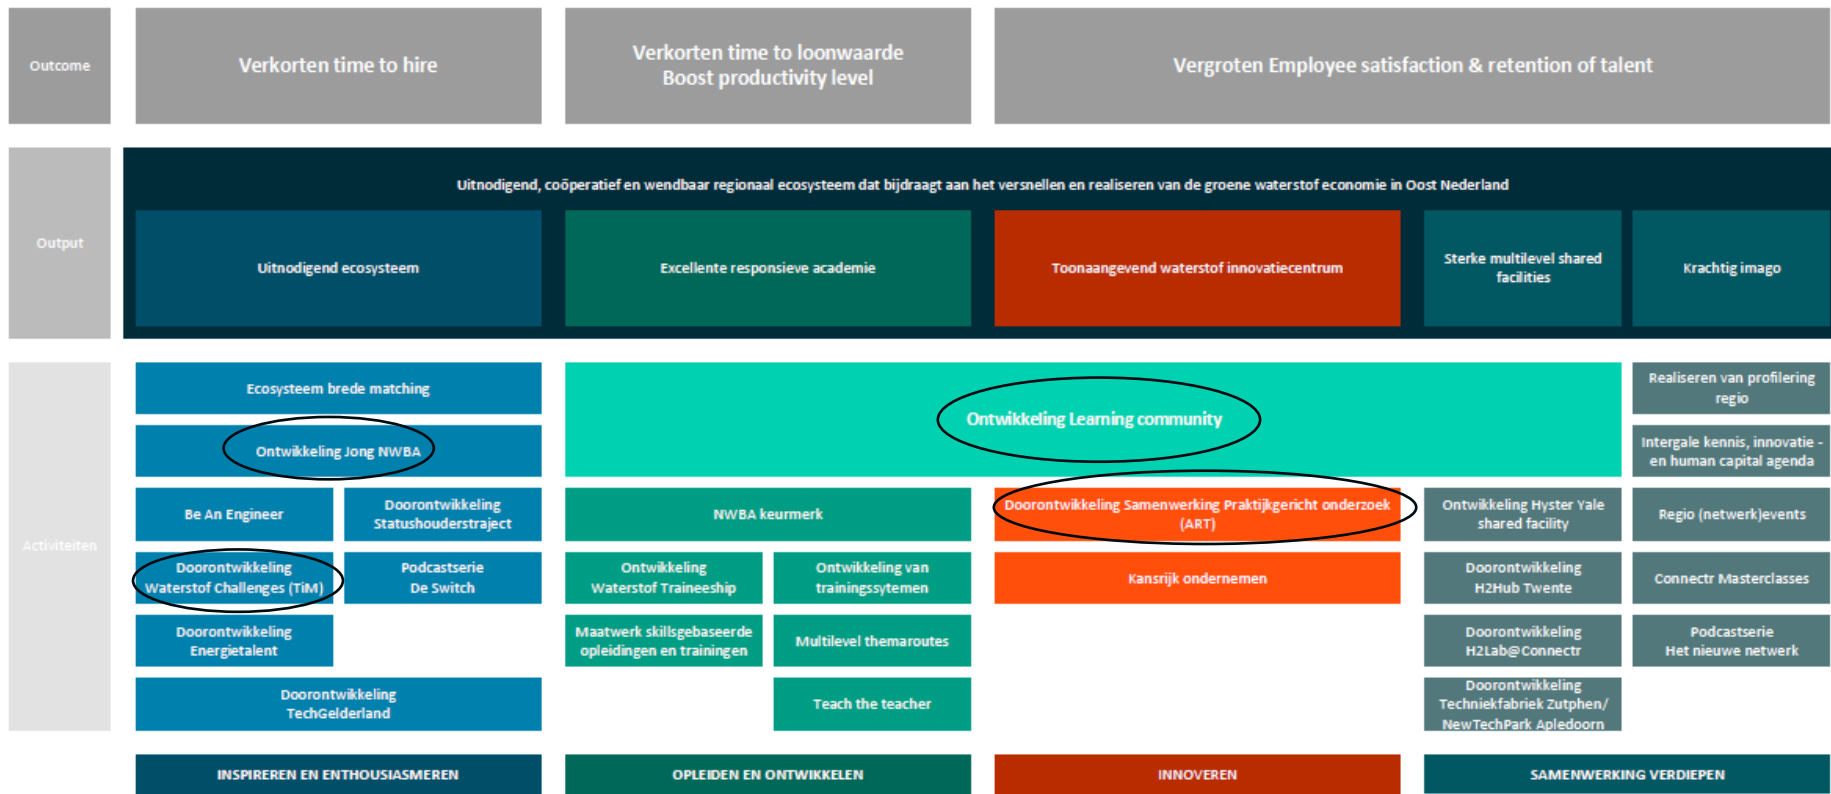 Outcome
Verkorten time to hire
Verkorten time to loonwaarde
Boost productivity level
Vergroten Employee satisfaction & retention of talent
Output
Uitnodigend, coöperatief en wendbaar regionaal ecosysteem dat bijdraagt aan het versnellen en realiseren van de groene waterstof economie in Oost Nederland
Uitnodigend ecosysteem
Excellente responsieve academie
Toonaangevend waterstof innovatiecentrum
Sterke multilevel shared
facilities
Krachtig imago
Activiteiten
Ecosysteem brede matching
Ontwikkeling Jong NWBA
Be An Engineer
Doorontwikkeling
Statushouderstraject
Doorontwikkeling
Waterstof Challenges (TiM)
Podcastserie
De Switch
Doorontwikkeling
Energietalent
Doorontwikkeling
TechGelderland
Ontwikkeling Learning community
NWBA keurmerk
Ontwikkeling
Waterstof Traineeship
Ontwikkeling van
trainingssytemen
Maatwerk skillsgebaseerde
opleidingen en trainingen
Multilevel themaroutes
Teach the teacher
Doorontwikkeling Samenwerking Praktijkgericht onderzoek
(ART)
Kansrijk ondernemen
Ontwikkeling Hyster Yale
shared facility
Doorontwikkeling
H2Hub Twente
Doorontwikkeling
H2Lab@Connectr
Doorontwikkeling
Techniekfabriek Zutphen/
NewTechPark Apledoorn
Realiseren van profilering
regio
Intergale kennis, innovatie -
en human capital agenda
Regio (netwerk)events
Connectr Masterclasses
Podcastserie
Het nieuwe netwerk
INSPIREREN EN ENTHOUSIASMEREN
OPLEIDEN EN ONTWIKKELEN
INNOVEREN
SAMENWERKING VERDIEPEN